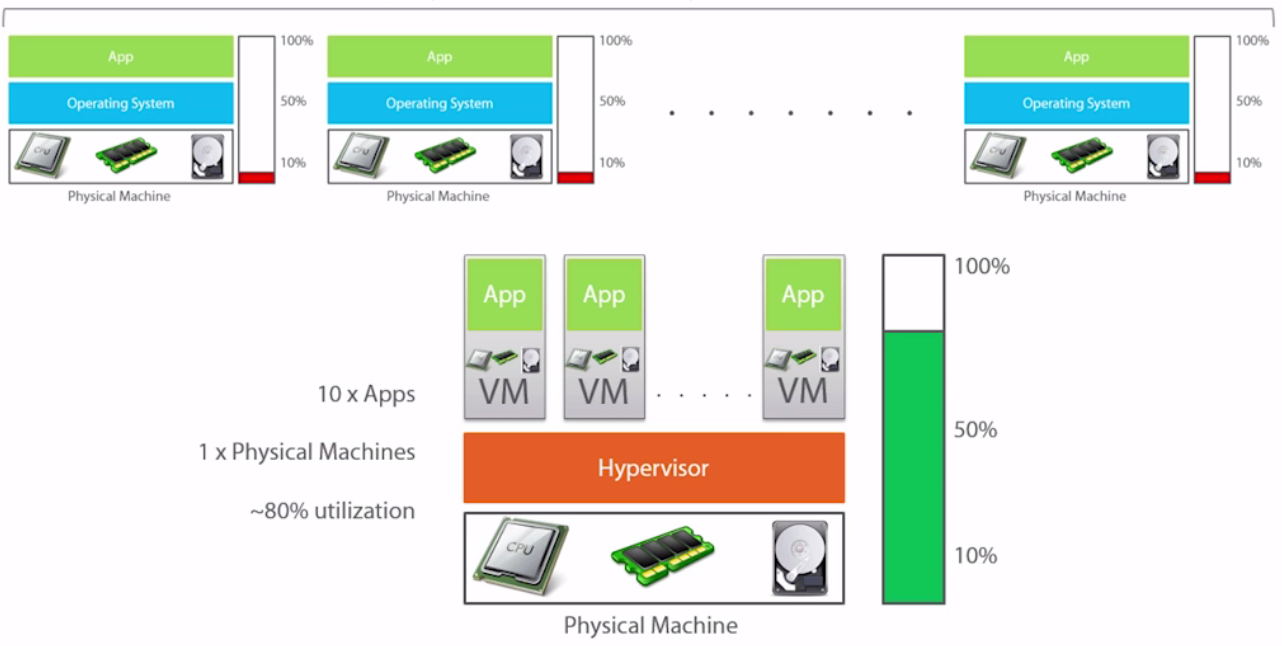 100%
100%
100%
App
App
App
Operating System
50%
Operating System
50%
Operating System
50%
CPU
10%
CPU
10%
CPU
10%
Physical Machine
Physical Machine
Physical Machine
App
App
App
100%
VM
VM
VM
10 x Apps
50%
1 x Physical Machines
Hypervisor
~80% utilization
CPU
10%
Physical Machine